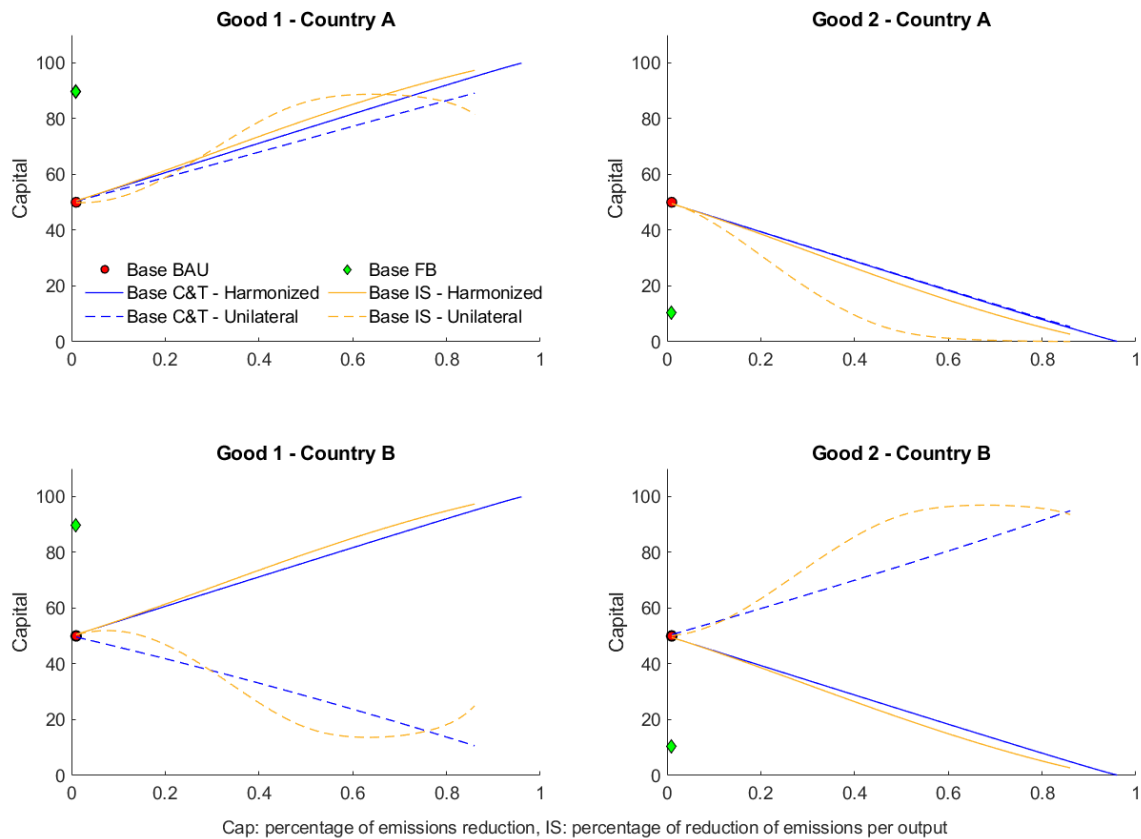 Good 1 - Country A
Capital
100
80
60
40
20
0
0 0.2 0.4 0.6 0.8 1
Base BAU
Base FB
Base C&T - Harmonized
Base IS - Harmonized
Base C&T - Unilateral
Base IS - Unilateral
Good 2 - Country A
Capital
100
80
60
40
20
0
0 0.2 0.4 0.6 0.8 1
Good 1 - Country B
Capital
100
80
60
40
20
0
0 0.2 0.4 0.6 0.8 1
Good 2 - Country B
Capital
100
80
60
40
20
0
0 0.2 0.4 0.6 0.8 1
Cap: percentage of emissions reduction, IS: percentage of reduction of emissions per output